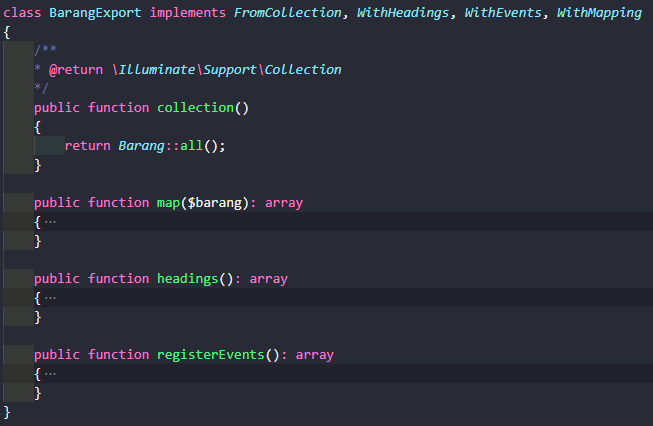 class BarangExport implements FromCollection, WithHeadings, WithEvents, WithMapping
{
/**
* @return \Illuminate\Support\Collection
*/
public function collection()
{
return Barang::all();
}
public function map($barang): array
{ ···
}
public function headings(): array
{ ···
}
public function registerEvents(): array
{ ···
}
}